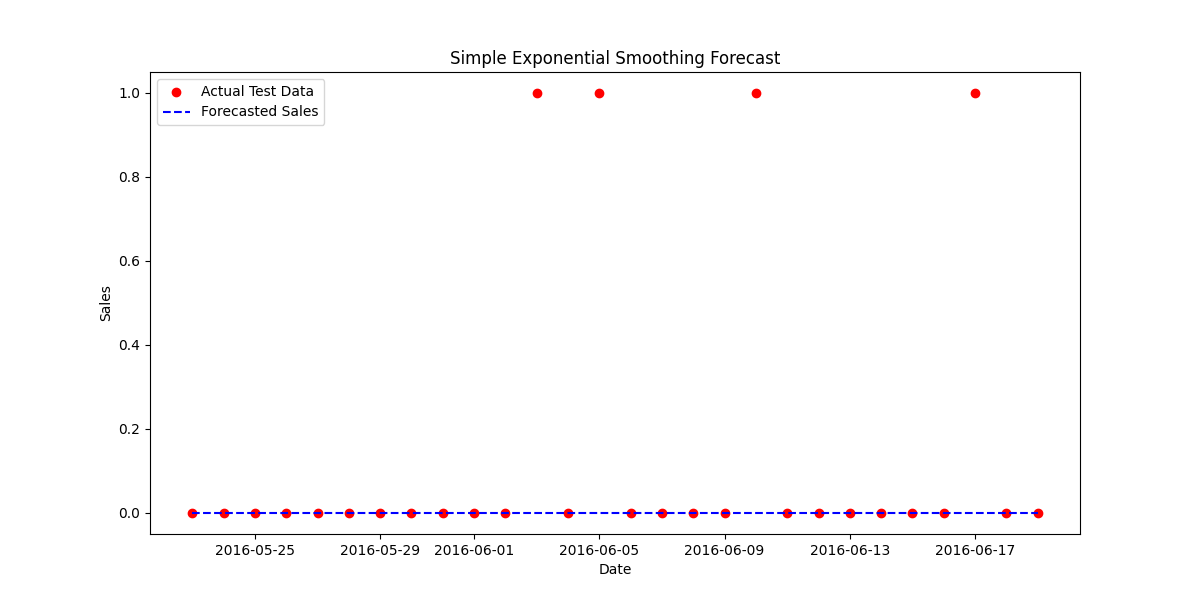 Simple Exponential Smoothing Forecast
Actual Test Data
Forecasted Sales
1.0
0.8
0.6
0.4
0.2
0.0
Sales
2016-05-25 2016-05-29 2016-06-01 2016-06-05 2016-06-09 2016-06-13 2016-06-17
Date